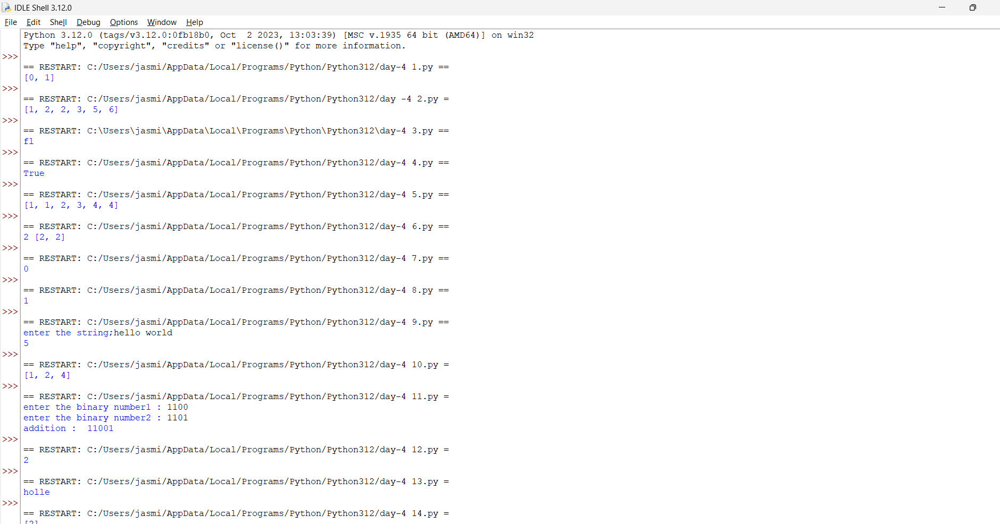 IDLE Shell 3.12.0
File Edit Shell Debug Options Window Help
Python 3.12.0 (tags/v3.12.0:0fb18b0, Oct  2 2023, 13:03:39) [MSC v.1935 64 bit (AMD64)] on win32
Type "help", "copyright", "credits" or "license()" for more information.
>>>
== RESTART: C:/Users/jasmi/AppData/Local/Programs/Python/Python312/day-4 1.py ==
[0, 1]
>>>
== RESTART: C:/Users/jasmi/AppData/Local/Programs/Python/Python312/day -4 2.py =
[1, 2, 2, 3, 5, 6]
>>>
== RESTART: C:\Users\jasmi\AppData\Local\Programs\Python\Python312\day-4 3.py ==
fl
>>>
== RESTART: C:/Users/jasmi/AppData/Local/Programs/Python/Python312/day-4 4.py ==
True
>>>
== RESTART: C:/Users/jasmi/AppData/Local/Programs/Python/Python312/day-4 5.py ==
[1, 1, 2, 3, 4, 4]
>>>
== RESTART: C:/Users/jasmi/AppData/Local/Programs/Python/Python312/day-4 6.py ==
2 [2, 2]
>>>
== RESTART: C:/Users/jasmi/AppData/Local/Programs/Python/Python312/day-4 7.py ==
0
>>>
== RESTART: C:/Users/jasmi/AppData/Local/Programs/Python/Python312/day-4 8.py ==
1
>>>
== RESTART: C:/Users/jasmi/AppData/Local/Programs/Python/Python312/day-4 9.py ==
enter the string;hello world
5
>>>
== RESTART: C:/Users/jasmi/AppData/Local/Programs/Python/Python312/day-4 10.py =
[1, 2, 4]
>>>
== RESTART: C:/Users/jasmi/AppData/Local/Programs/Python/Python312/day-4 11.py =
enter the binary number1 : 1100
enter the binary number2 : 1101
addition :  11001
>>>
== RESTART: C:/Users/jasmi/AppData/Local/Programs/Python/Python312/day-4 12.py =
2
>>>
== RESTART: C:/Users/jasmi/AppData/Local/Programs/Python/Python312/day-4 13.py =
holle
>>>
== RESTART: C:/Users/jasmi/AppData/Local/Programs/Python/Python312/day-4 14.py =
[2]